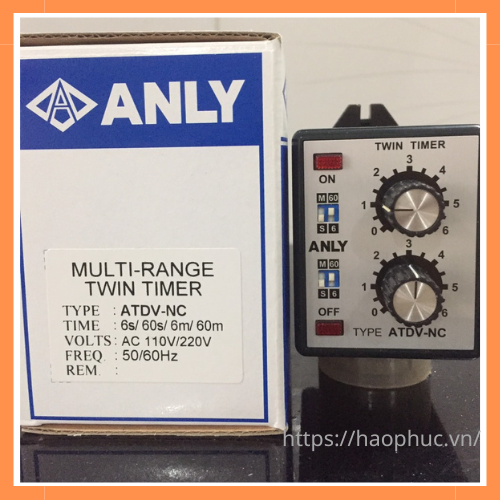 ANLY
MULTI-RANGE
TWIN TIMER
TYPE : ATDV-NC
TIME : 6s/ 60s/ 6m/ 60m
VOLTS: AC 110V/220V
FREQ. : 50/60Hz
REM. :
TWIN TIMER
ON
M 60
S 6
0 1 2 3 4 5 6
ANLY
M 60
S 6
0 1 2 3 4 5 6
OFF
TYPE ATDV-NC
https://haophuc.vn/